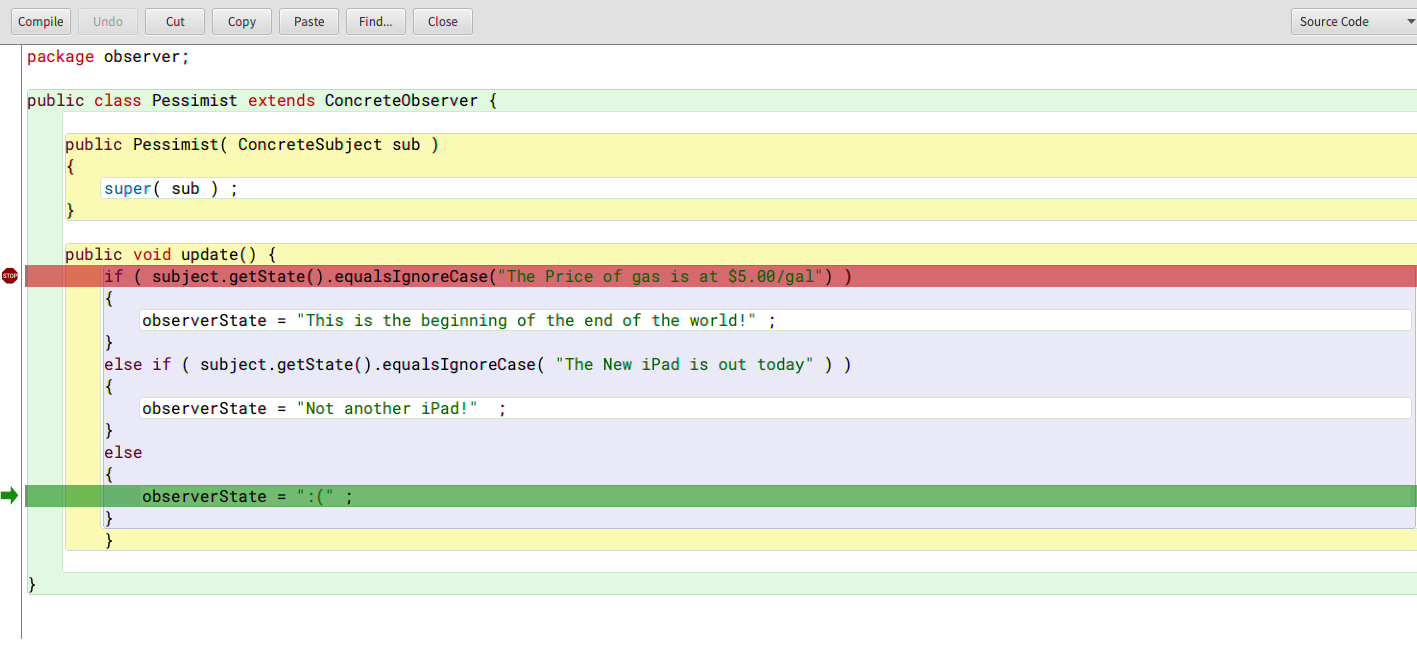 Compile Undo Cut Copy Paste Find... Close Source Code
package observer;
public class Pessimist extends ConcreteObserver {
public Pessimist( ConcreteSubject sub )
{
super( sub ) ;
}
public void update() {
STOP if ( subject.getState().equalsIgnoreCase("The Price of gas is at $5.00/gal") )
{
observerState = "This is the beginning of the end of the world!" ;
}
else if ( subject.getState().equalsIgnoreCase( "The New iPad is out today" ) )
{
observerState = "Not another iPad!"  ;
}
else
{
observerState = ":(" ;
}
}
}